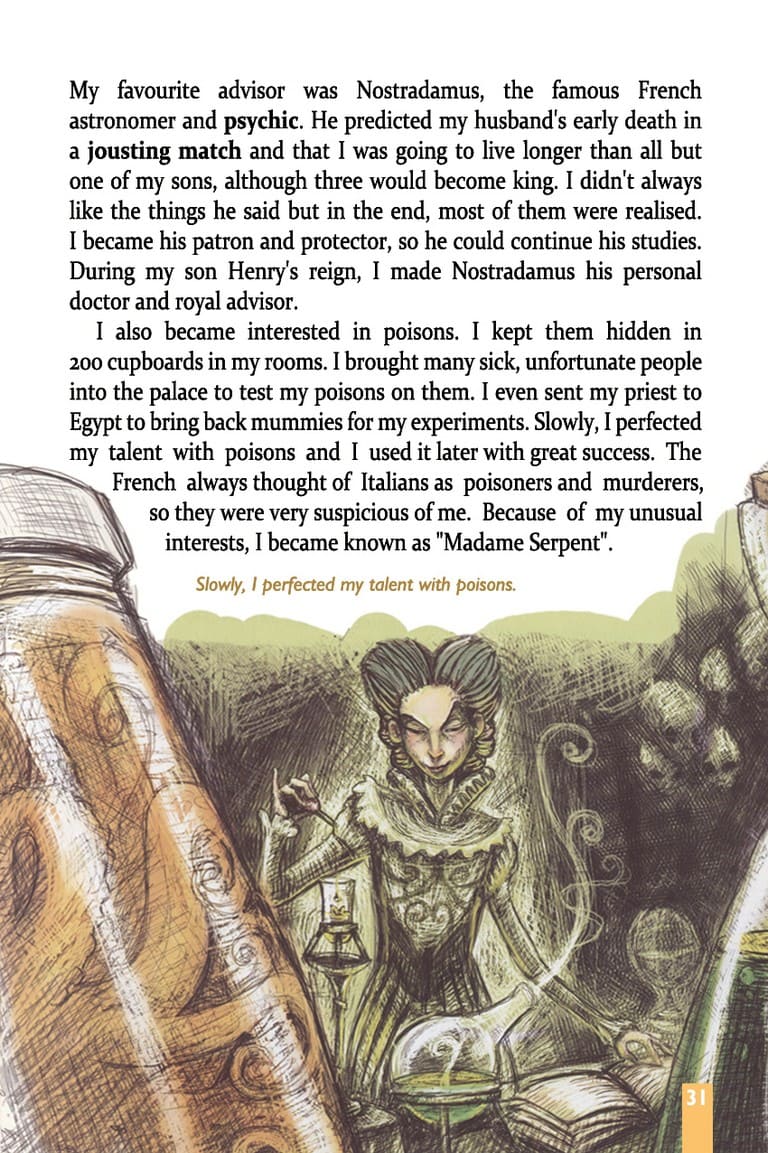 My favourite advisor was Nostradamus, the famous French
astronomer and psychic. He predicted my husband's early death in
a jousting match and that I was going to live longer than all but
one of my sons, although three would become king. I didn't always
like the things he said but in the end, most of them were realised.
I became his patron and protector, so he could continue his studies.
During my son Henry's reign, I made Nostradamus his personal
doctor and royal advisor.
I also became interested in poisons. I kept them hidden in
200 cupboards in my rooms. I brought many sick, unfortunate people
into the palace to test my poisons on them. I even sent my priest to
Egypt to bring back mummies for my experiments. Slowly, I perfected
my talent with poisons and I used it later with great success. The
French always thought of Italians as poisoners and murderers,
so they were very suspicious of me. Because of my unusual
interests, I became known as "Madame Serpent".
Slowly, I perfected my talent with poisons.
31